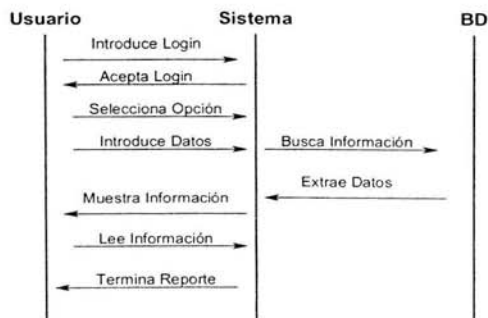 Usuario Sistema BD
Introduce Login
Acepta Login
Selecciona Opción
Introduce Datos Busca Información
Extrae Datos
Muestra Información
Lee Información
Termina Reporte